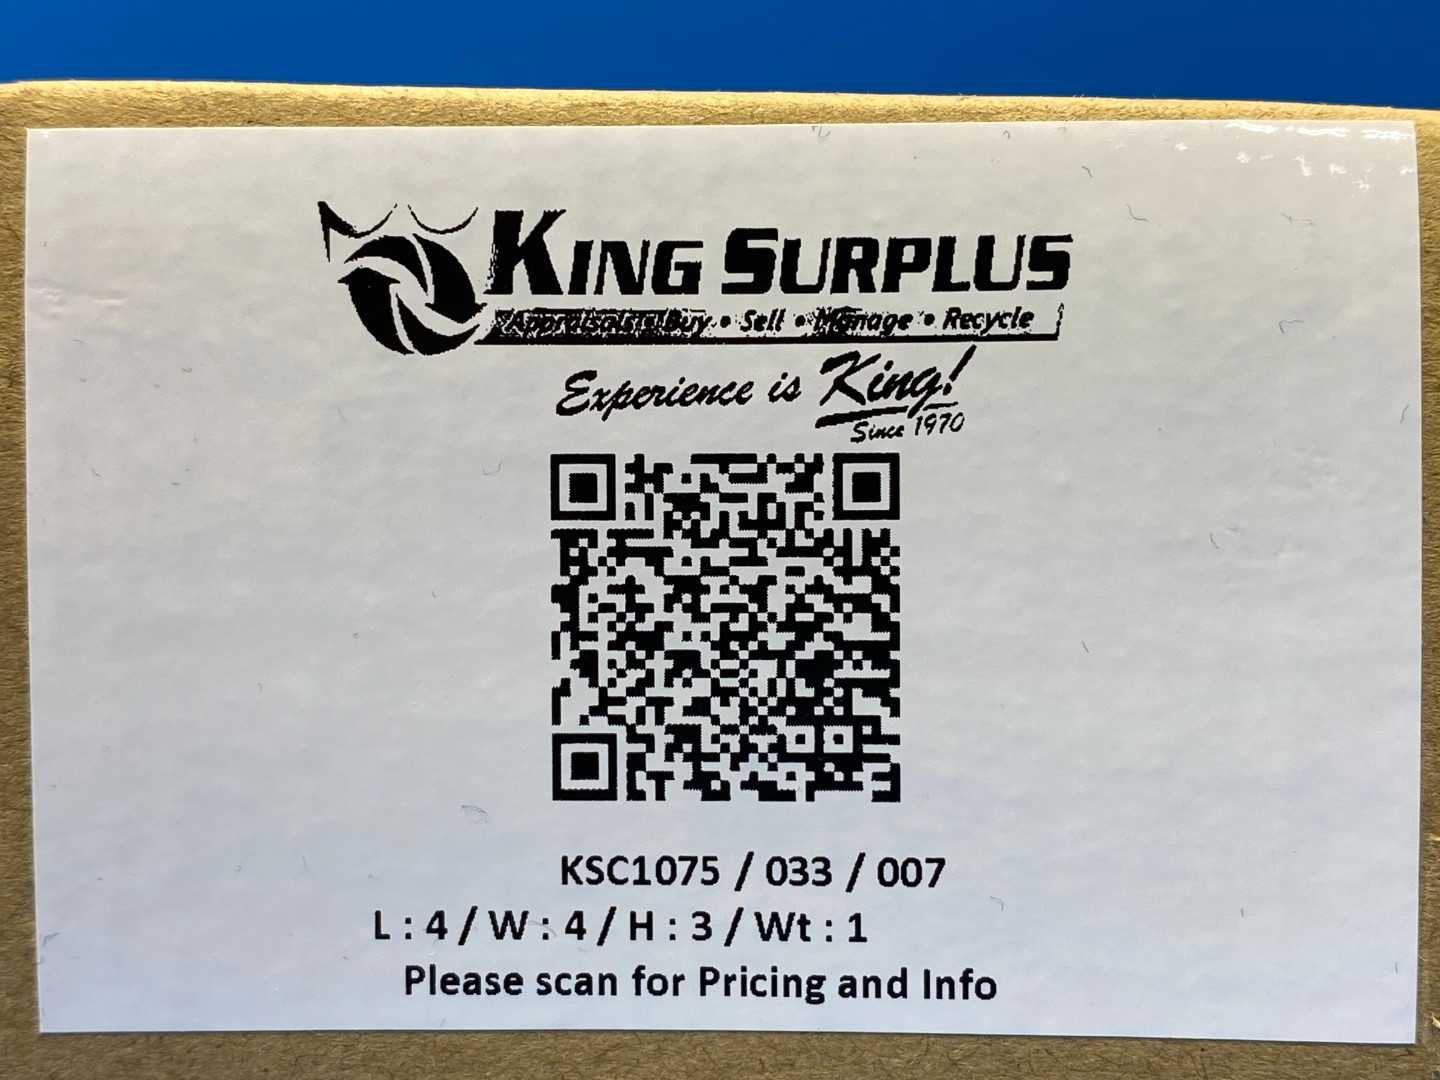 KING SURPLUS
Appraisals • Buy • Sell • Manage • Recycle
Experience is King!
Since 1970
KSC1075 / 033 / 007
L : 4 / W : 4 / H : 3 / Wt : 1
Please scan for Pricing and Info